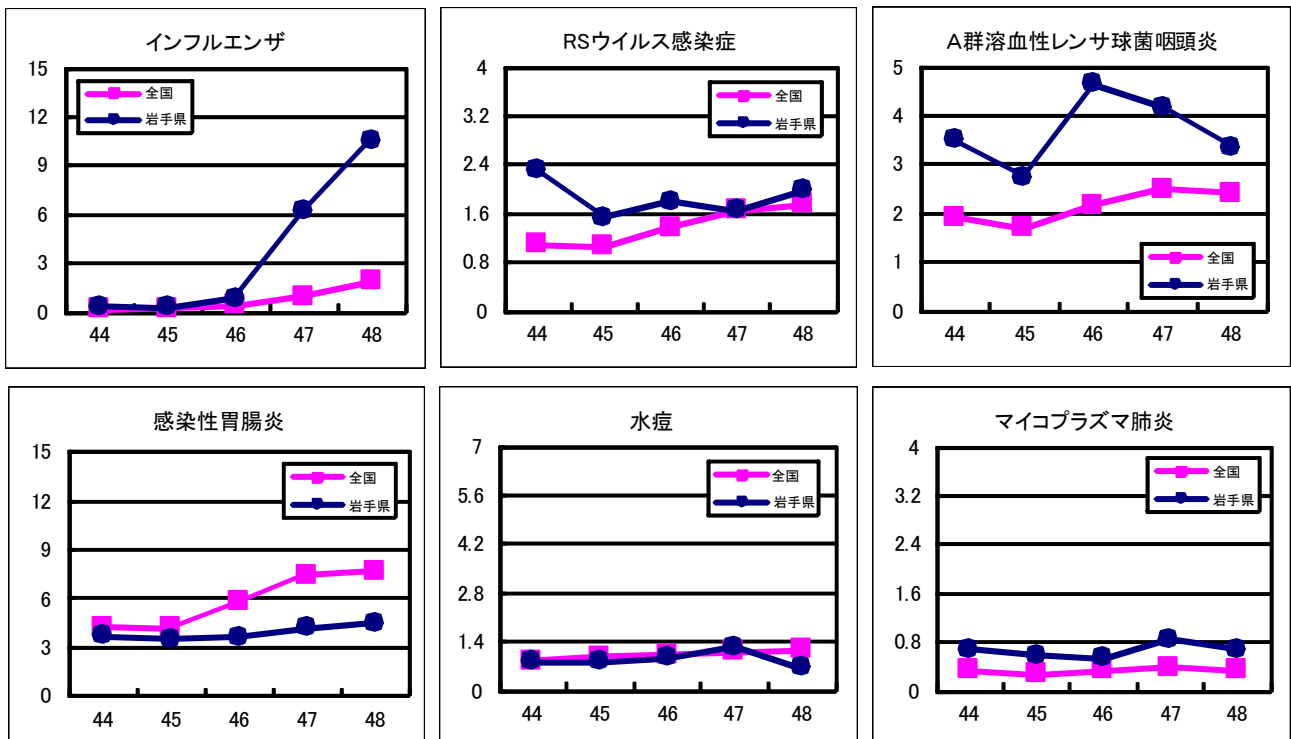 インフルエンザ
15
12
9
6
3
0
全国
岩手県
44 45 46 47 48
RSウイルス感染症
4
3.2
2.4
1.6
0.8
0
全国
岩手県
44 45 46 47 48
A群溶血性レンサ球菌咽頭炎
5
4
3
2
1
0
全国
岩手県
44 45 46 47 48
感染性胃腸炎
15
12
9
6
3
0
全国
岩手県
44 45 46 47 48
水痘
7
5.6
4.2
2.8
1.4
0
全国
岩手県
44 45 46 47 48
マイコプラズマ肺炎
4
3.2
2.4
1.6
0.8
0
全国
岩手県
44 45 46 47 48